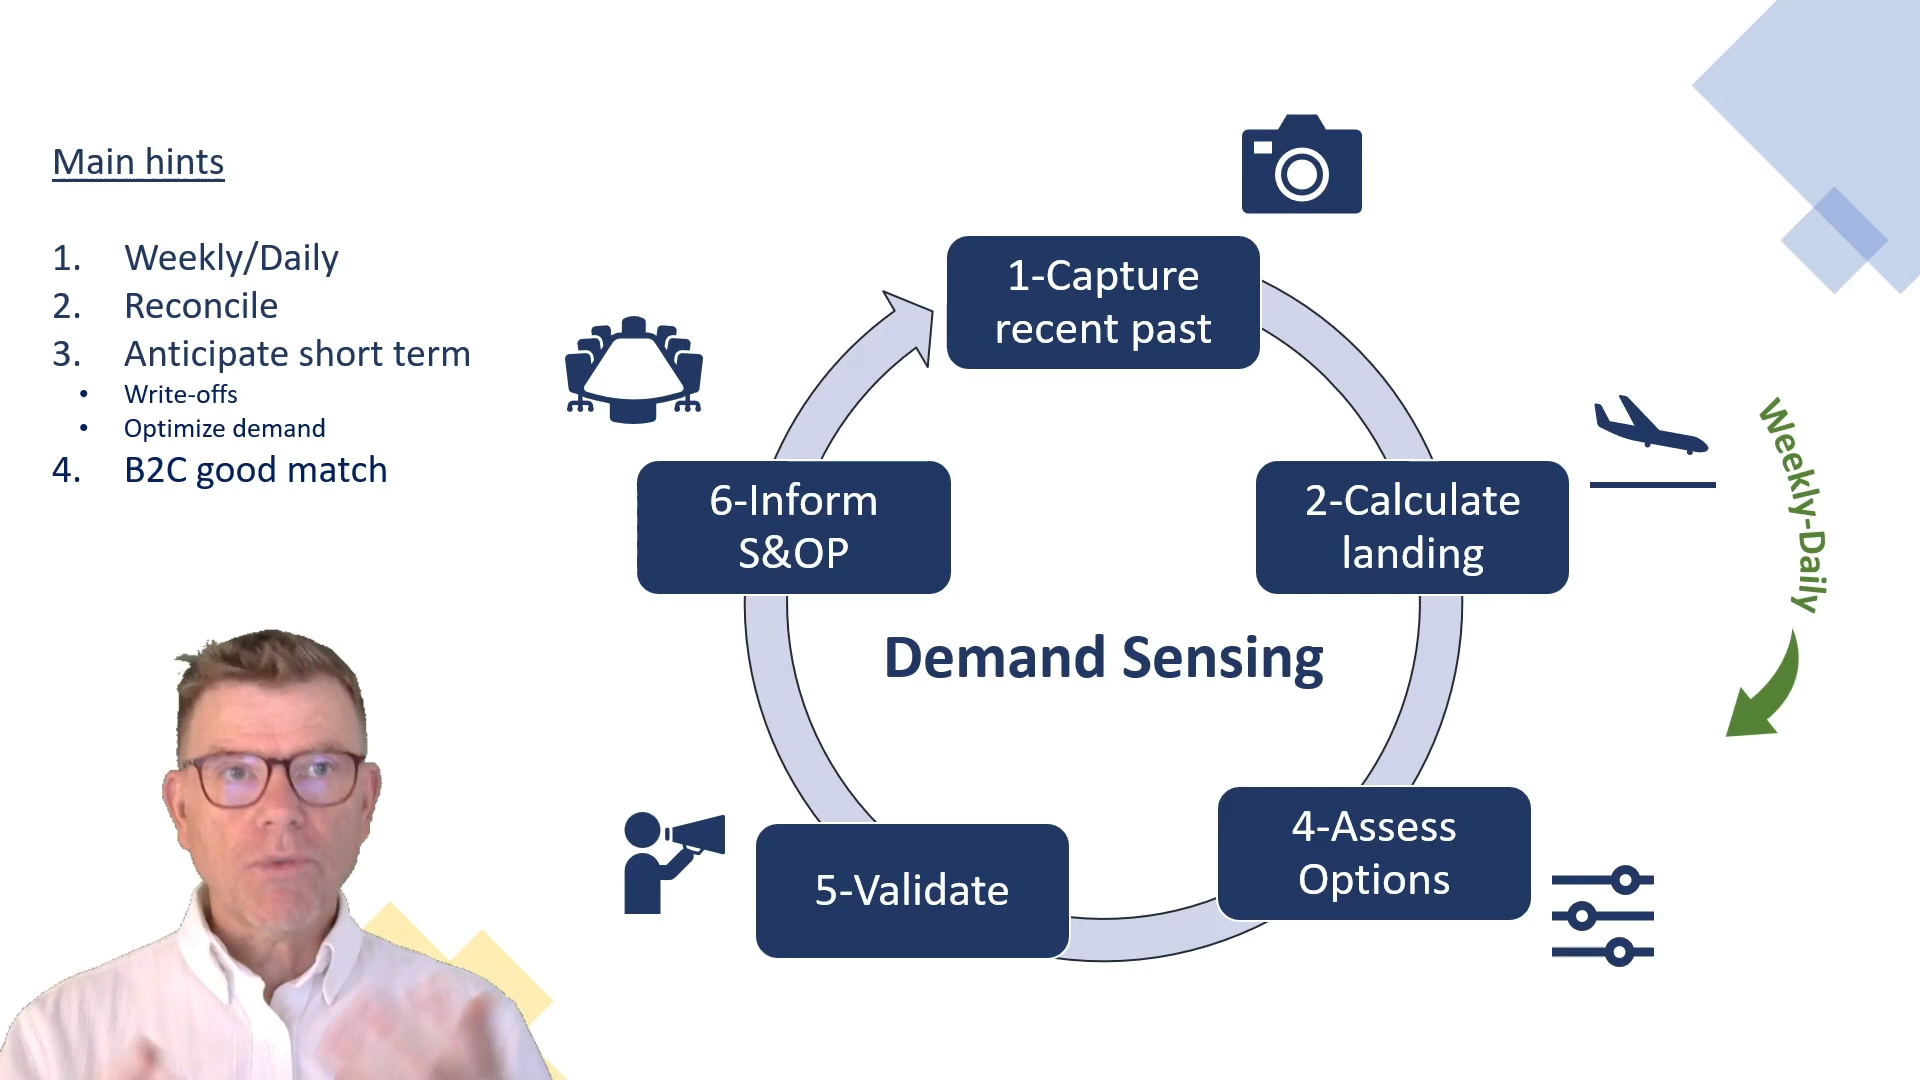 Main hints
1. Weekly/Daily
2. Reconcile
3. Anticipate short term
• Write-offs
• Optimize demand
4. B2C good match
1-Capture
recent past
2-Calculate
landing
4-Assess
Options
5-Validate
6-Inform
S&OP
Demand Sensing
Weekly-Daily